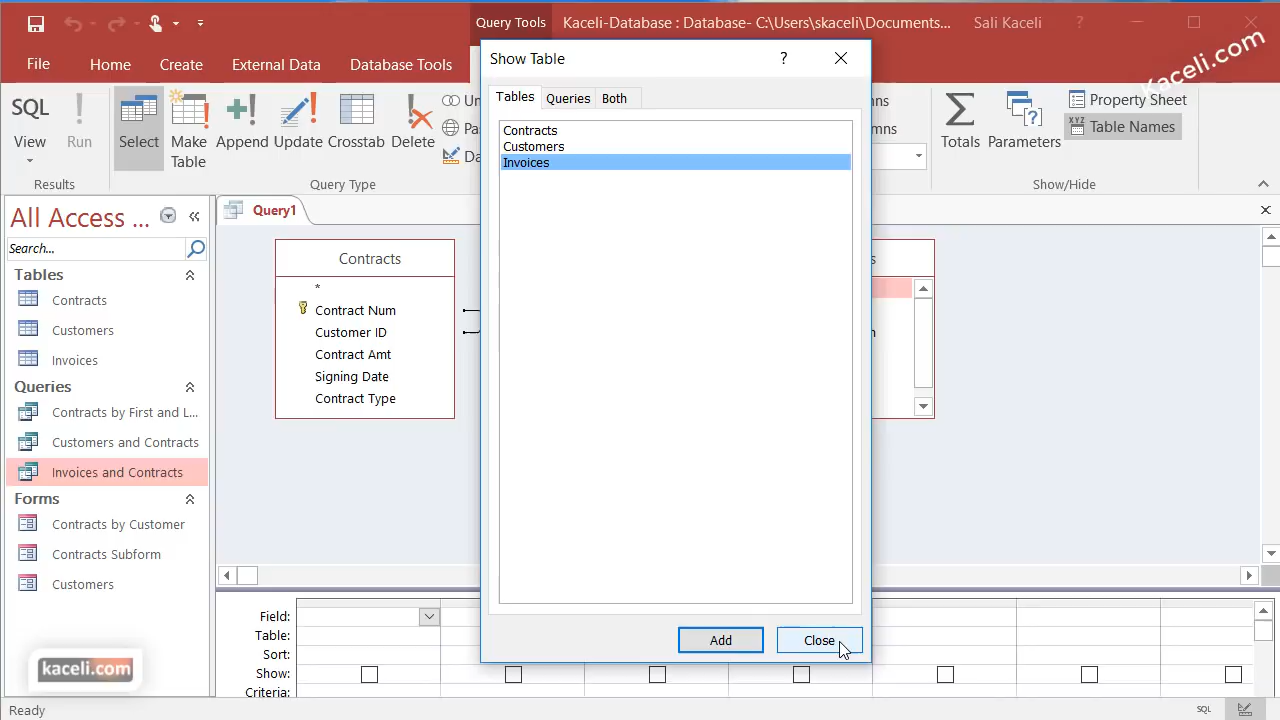 Query Tools
Kaceli-Database : Database- C:\Users\skaceli\Documents...
Sali Kaceli
?
Kaceli.com
File
Home
Create
External Data
Database Tools
SQL
View
Run
Select
Make
Table
Append
Update
Crosstab
Delete
Un
Pas
Da
Results
Query Type
Totals
Parameters
Property Sheet
XYZ
Table Names
Show/Hide
Show Table
?
Tables
Queries
Both
Contracts
Customers
Invoices
Add
Close
All Access ...
Search...
Tables
Contracts
Customers
Invoices
Queries
Contracts by First and L...
Customers and Contracts
Invoices and Contracts
Forms
Contracts by Customer
Contracts Subform
Customers
kaceli.com
Query1
Contracts
*
Contract Num
Customer ID
Contract Amt
Signing Date
Contract Type
Field:
Table:
Sort:
Show:
Criteria:
Ready
SQL